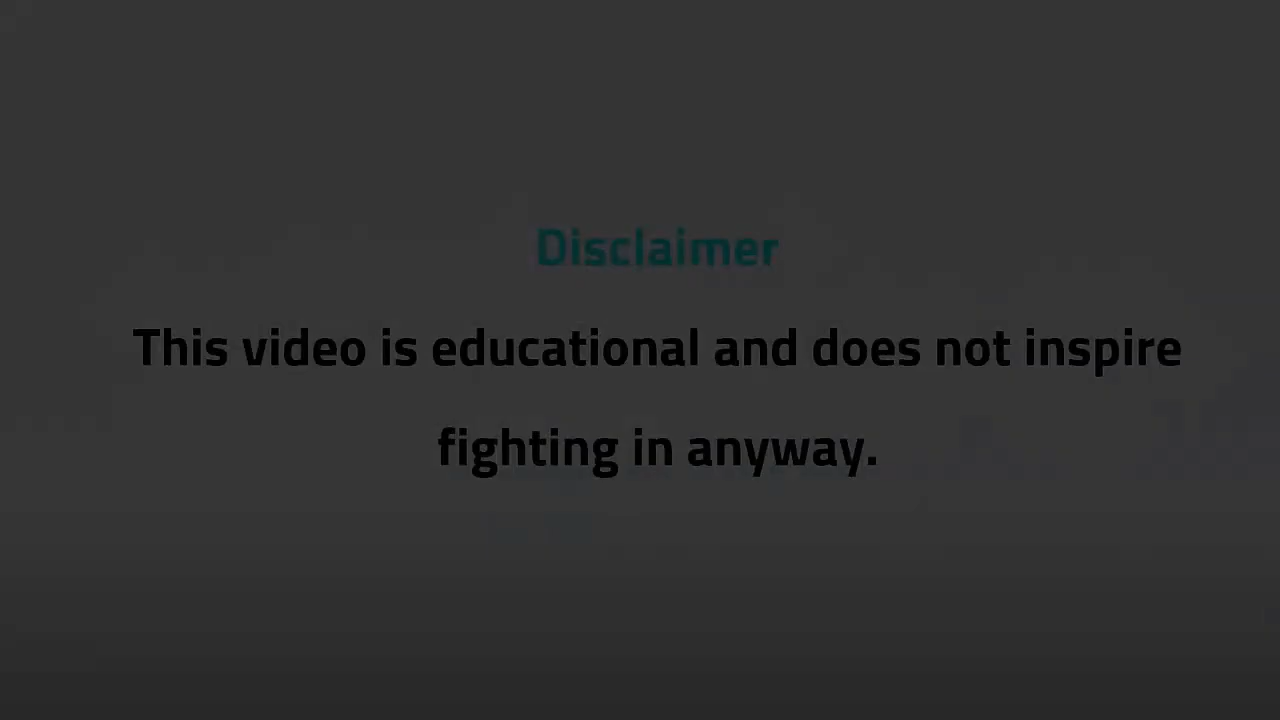 Disclaimer
This video is educational and does not inspire
fighting in anyway.